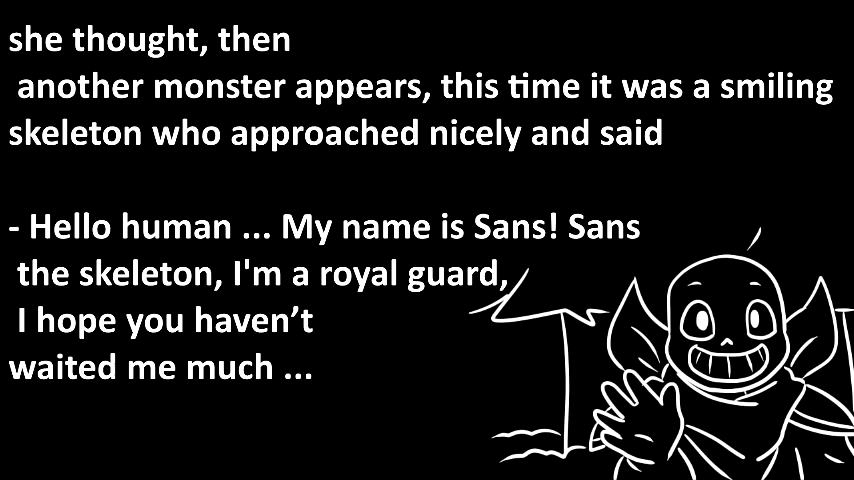 she thought, then
another monster appears, this time it was a smiling
skeleton who approached nicely and said
- Hello human ... My name is Sans! Sans
the skeleton, I'm a royal guard,
I hope you haven’t
waited me much ...